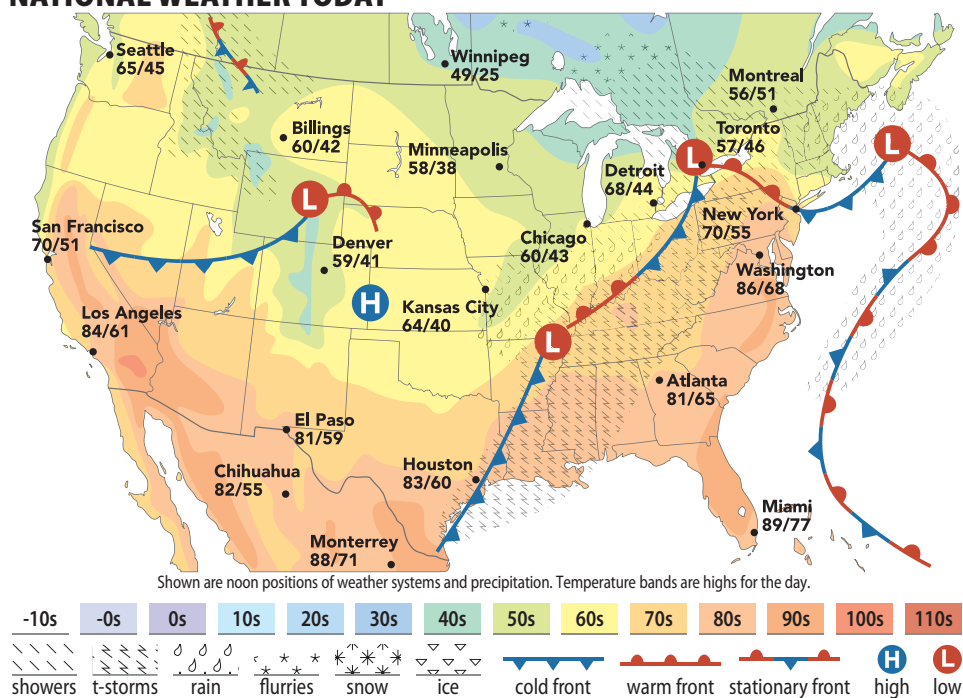 NATIONAL WEATHER TODAY
Seattle
65/45
Winnipeg
49/25
Montreal
56/51
Billings
60/42
Minneapolis
58/38
Toronto
57/46
L
L
Detroit
68/44
L
San Francisco
70/51
New York
70/55
Denver
59/41
Chicago
60/43
Washington
86/68
H
Kansas City
64/40
Los Angeles
84/61
L
Atlanta
81/65
El Paso
81/59
Chihuahua
82/55
Houston
83/60
Miami
89/77
Monterrey
88/71
Shown are noon positions of weather systems and precipitation. Temperature bands are highs for the day.
-10s -0s 0s 10s 20s 30s 40s 50s 60s 70s 80s 90s 100s 110s
H L
showers t-storms rain flurries snow ice cold front warm front stationary front high low